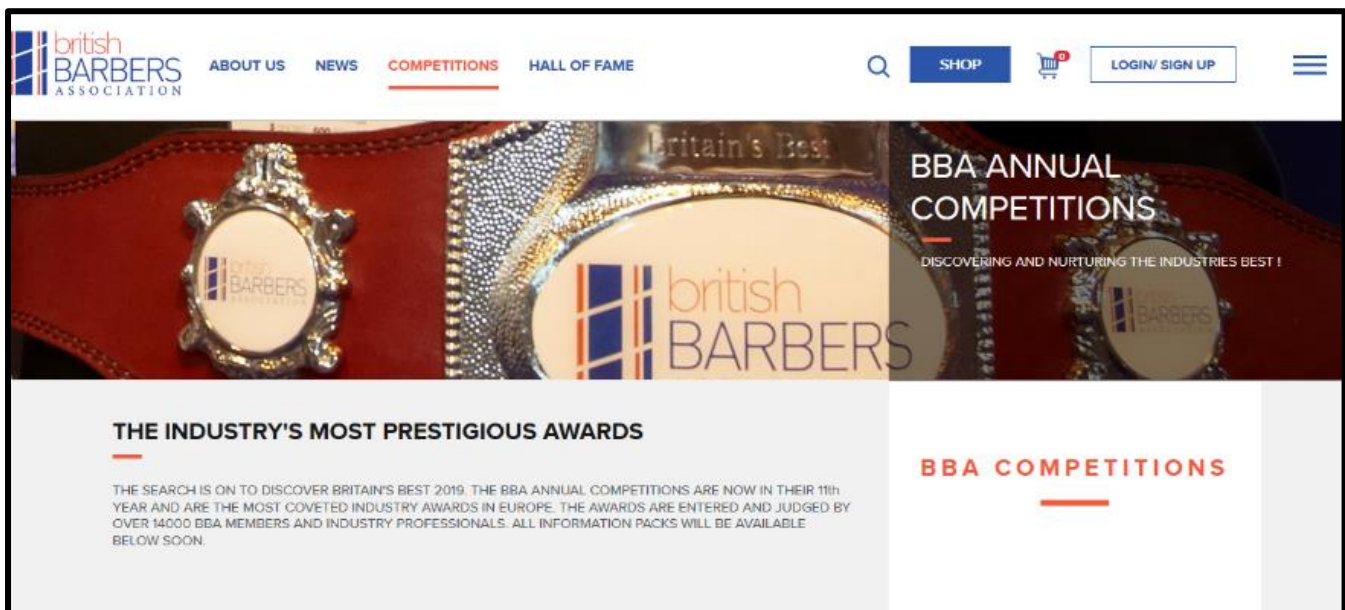 british
BARBERS
ASSOCIATION
ABOUT US
NEWS
COMPETITIONS
HALL OF FAME
SHOP
0
LOGIN/ SIGN UP
Britain's Best
british
BARBERS
british
BARBERS
BARBERS
BBA ANNUAL
COMPETITIONS
DISCOVERING AND NURTURING THE INDUSTRIES BEST !
THE INDUSTRY'S MOST PRESTIGIOUS AWARDS
THE SEARCH IS ON TO DISCOVER BRITAIN'S BEST 2019. THE BBA ANNUAL COMPETITIONS ARE NOW IN THEIR 11th
YEAR AND ARE THE MOST COVETED INDUSTRY AWARDS IN EUROPE. THE AWARDS ARE ENTERED AND JUDGED BY
OVER 14000 BBA MEMBERS AND INDUSTRY PROFESSIONALS. ALL INFORMATION PACKS WILL BE AVAILABLE
BELOW SOON.
BBA COMPETITIONS